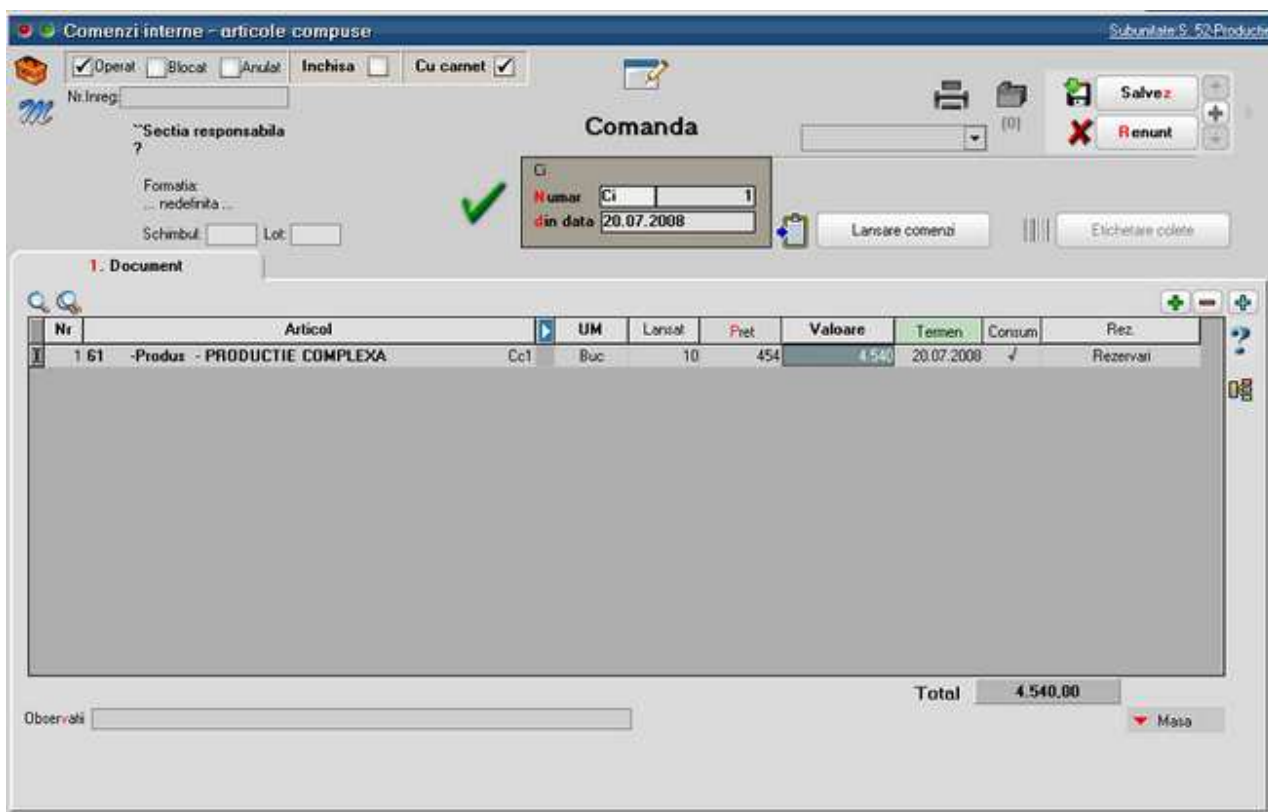 Comenzi interne - articole compuse
Subunitate S. 52-Producti
Operat Blocat Anulat Inchisa Cu carnet
Nr.Inreg:
Salvez
``Sectia responsabila
Comanda
(0)
Renunt
?
Ci
Formatia:
... nedefinita ...
Numar Ci 1
din data 20.07.2008
Schimbul: Lot:
Lansare comenzi
Etichetare colete
1. Document
Nr Articol UM Lansat Pret Valoare Termen Consum Rez.
1 61 -Produs - PRODUCTIE COMPLEXA Cc1 Buc 10 454 4.540 20.07.2008 √ Rezervari
Total 4.540,00
Observatii
Masa